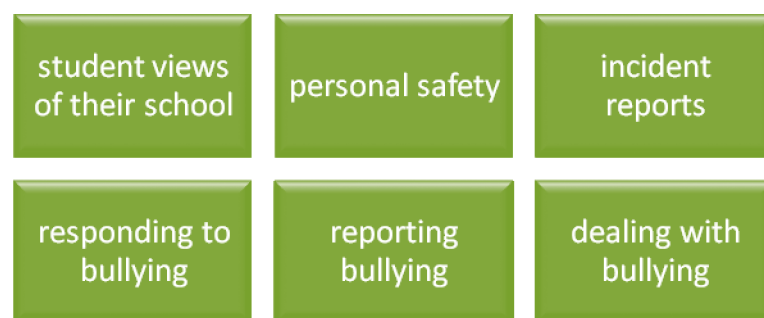 student views
of their school
personal safety
incident
reports
responding to
bullying
reporting
bullying
dealing with
bullying